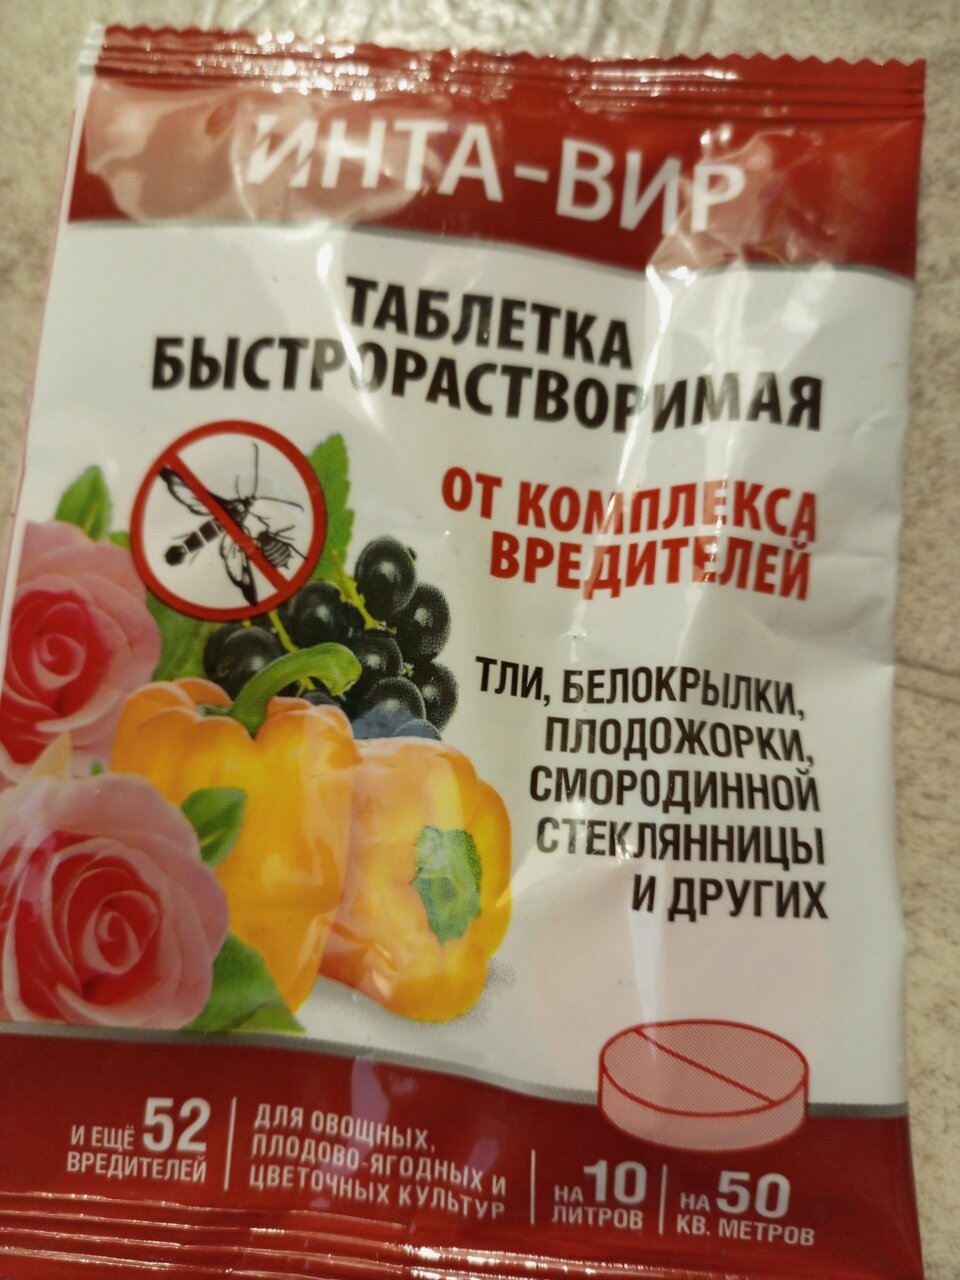 ИНТА-ВИР
ТАБЛЕТКА
БЫСТРОРАСТВОРИМАЯ
ОТ КОМПЛЕКСА
ВРЕДИТЕЛЕЙ
ТЛИ, БЕЛОКРЫЛКИ,
ПЛОДОЖОРКИ,
СМОРОДИННОЙ
СТЕКЛЯННИЦЫ
И ДРУГИХ
И ЕЩЁ 52
ВРЕДИТЕЛЕЙ
ДЛЯ ОВОЩНЫХ,
ПЛОДОВО-ЯГОДНЫХ И
ЦВЕТОЧНЫХ КУЛЬТУР
НА 10
ЛИТРОВ
НА 50
КВ. МЕТРОВ